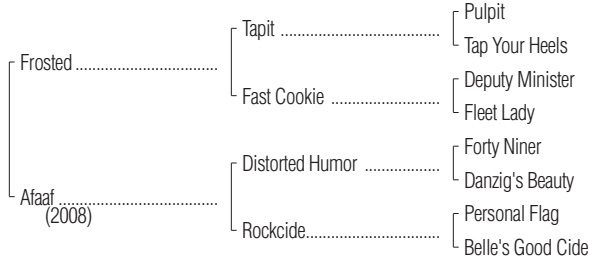 Pulpit
Tapit
Tap Your Heels
Frosted
Deputy Minister
Fast Cookie
Fleet Lady
Forty Niner
Distorted Humor
Danzig's Beauty
Afaaf
(2008)
Personal Flag
Rockcide
Belle's Good Cide